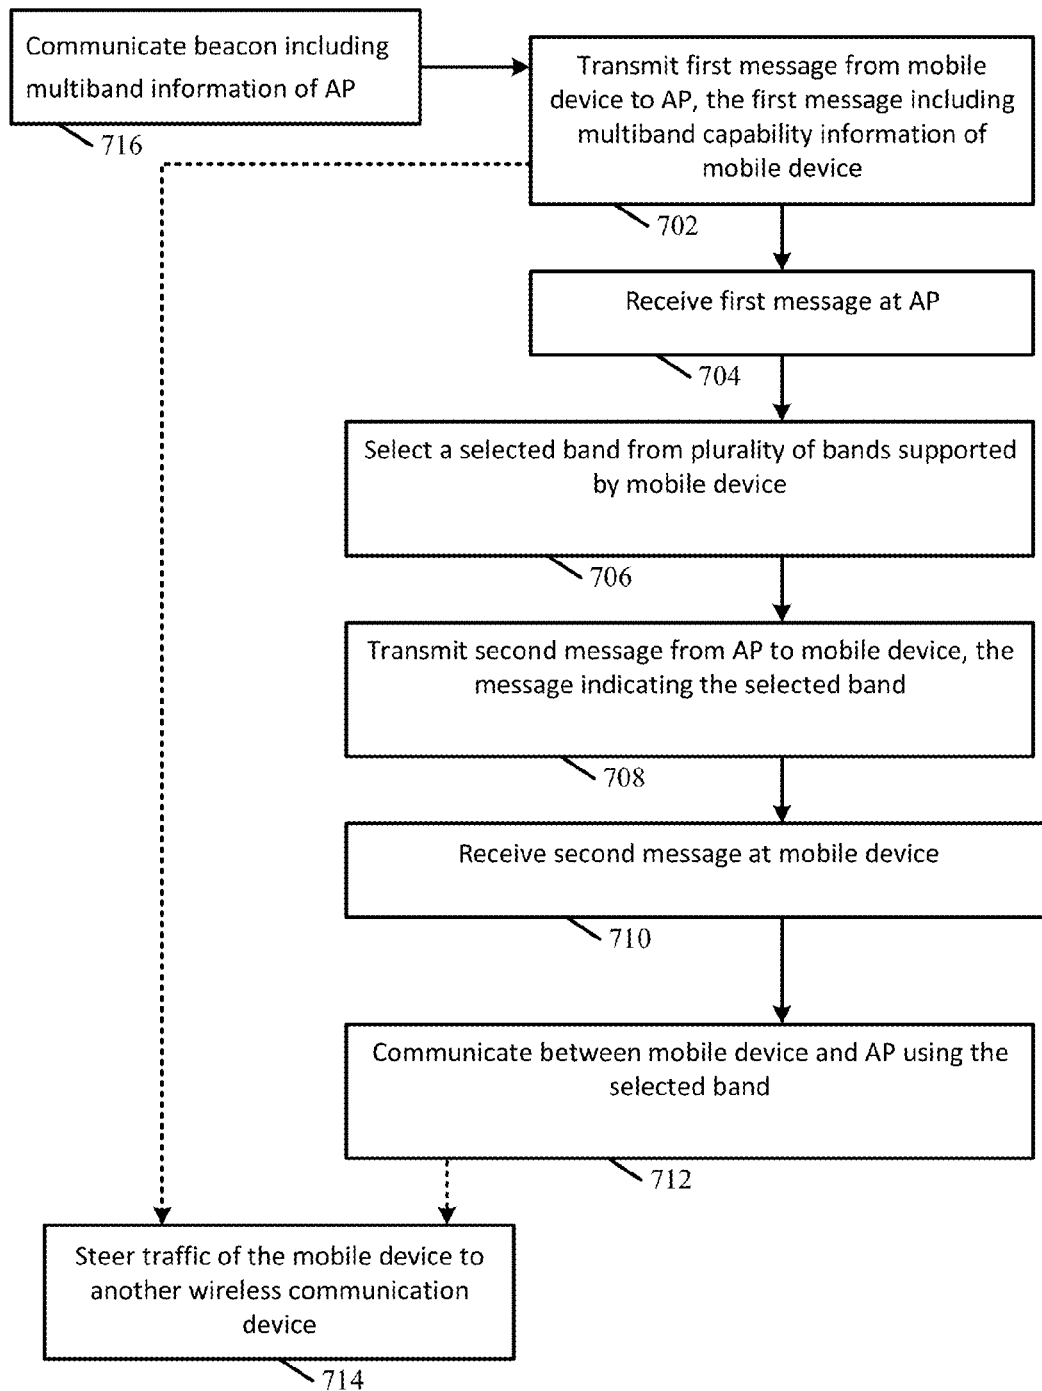 Communicate beacon including
multiband information of AP
716
Transmit first message from mobile
device to AP, the first message including
multiband capability information of
mobile device
702
Receive first message at AP
704
Select a selected band from plurality of bands supported
by mobile device
706
Transmit second message from AP to mobile device, the
message indicating the selected band
708
Receive second message at mobile device
710
Communicate between mobile device and AP using the
selected band
712
Steer traffic of the mobile device to
another wireless communication
device
714